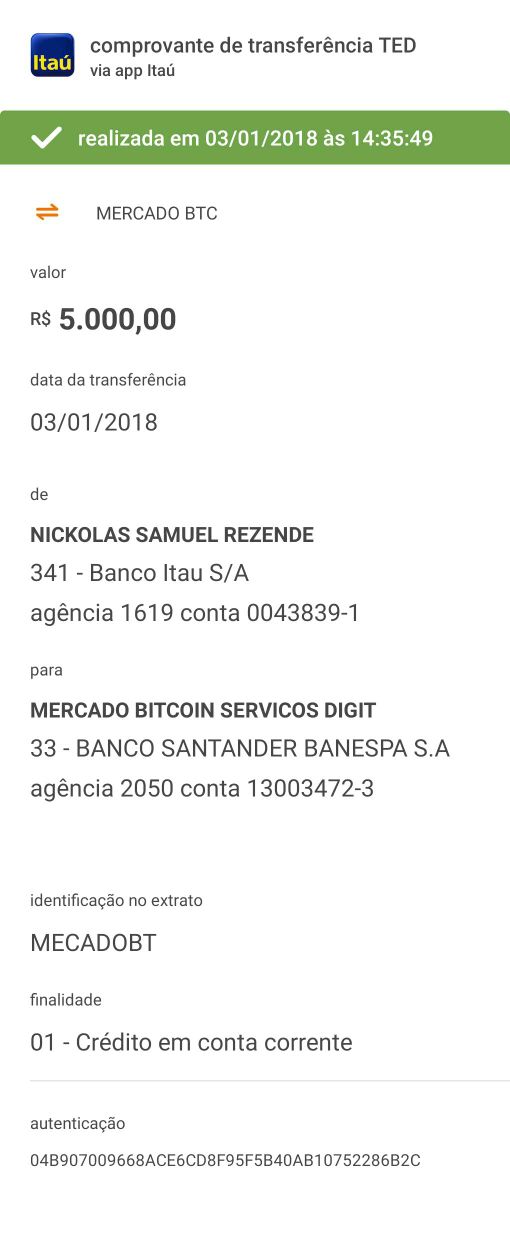 Itaú
comprovante de transferência TED
via app Itaú
realizada em 03/01/2018 às 14:35:49
MERCADO BTC
valor
R$ 5.000,00
data da transferência
03/01/2018
de
NICKOLAS SAMUEL REZENDE
341 - Banco Itau S/A
agência 1619 conta 0043839-1
para
MERCADO BITCOIN SERVICOS DIGIT
33 - BANCO SANTANDER BANESPA S.A
agência 2050 conta 13003472-3
identificação no extrato
MECADOBT
finalidade
01 - Crédito em conta corrente
autenticação
04B907009668ACE6CD8F95F5B40AB10752286B2C